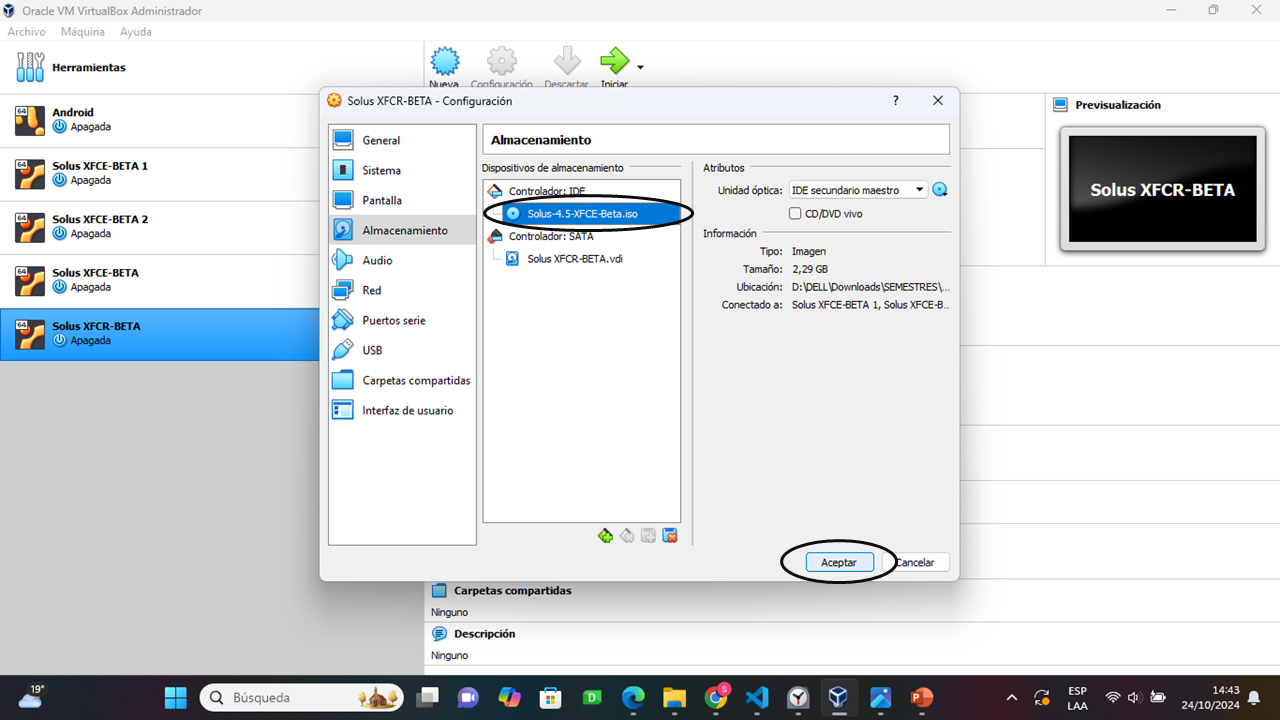 Oracle VM VirtualBox Administrador
Archivo Máquina Ayuda
Herramientas
Nueva Configuración Descartar Iniciar
64
Android
Apagada
64
Solus XFCE-BETA 1
Apagada
64
Solus XFCE-BETA 2
Apagada
64
Solus XFCE-BETA
Apagada
64
Solus XFCR-BETA
Apagada
Solus XFCR-BETA - Configuración
?
General
Sistema
Pantalla
Almacenamiento
Audio
Red
Puertos serie
USB
Carpetas compartidas
Interfaz de usuario
Almacenamiento
Dispositivos de almacenamiento
Controlador: IDE
Solus-4.5-XFCE-Beta.iso
Controlador: SATA
Solus XFCR-BETA.vdi
Atributos
Unidad óptica: IDE secundario maestro
CD/DVD vivo
Información
Tipo: Imagen
Tamaño: 2,29 GB
Ubicación: D:\DELL\Downloads\SEMESTRES\...
Conectado a: Solus XFCE-BETA 1, Solus XFCE-B...
Aceptar Cancelar
Previsualización
Solus XFCR-BETA
Carpetas compartidas
Ninguno
Descripción
Ninguno
19°
Búsqueda
D
S
P
ESP
LAA
14:43
24/10/2024